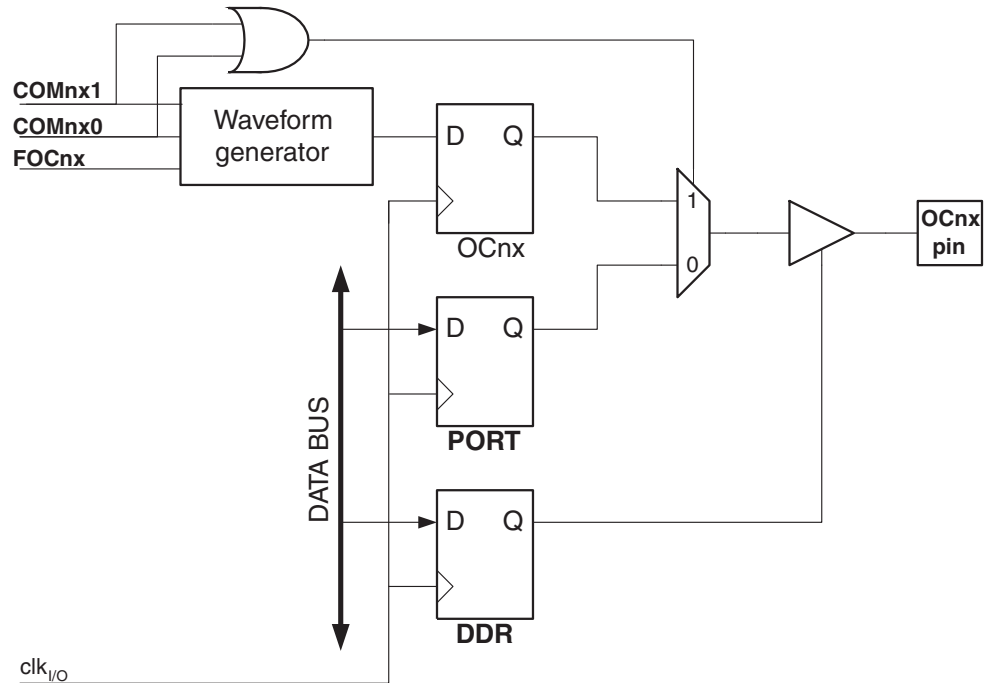 COMnx1
COMnx0
FOCnx
Waveform
generator
D Q
OCnx
1
0
OCnx
pin
D Q
PORT
DATA BUS
D Q
DDR
clkI/O